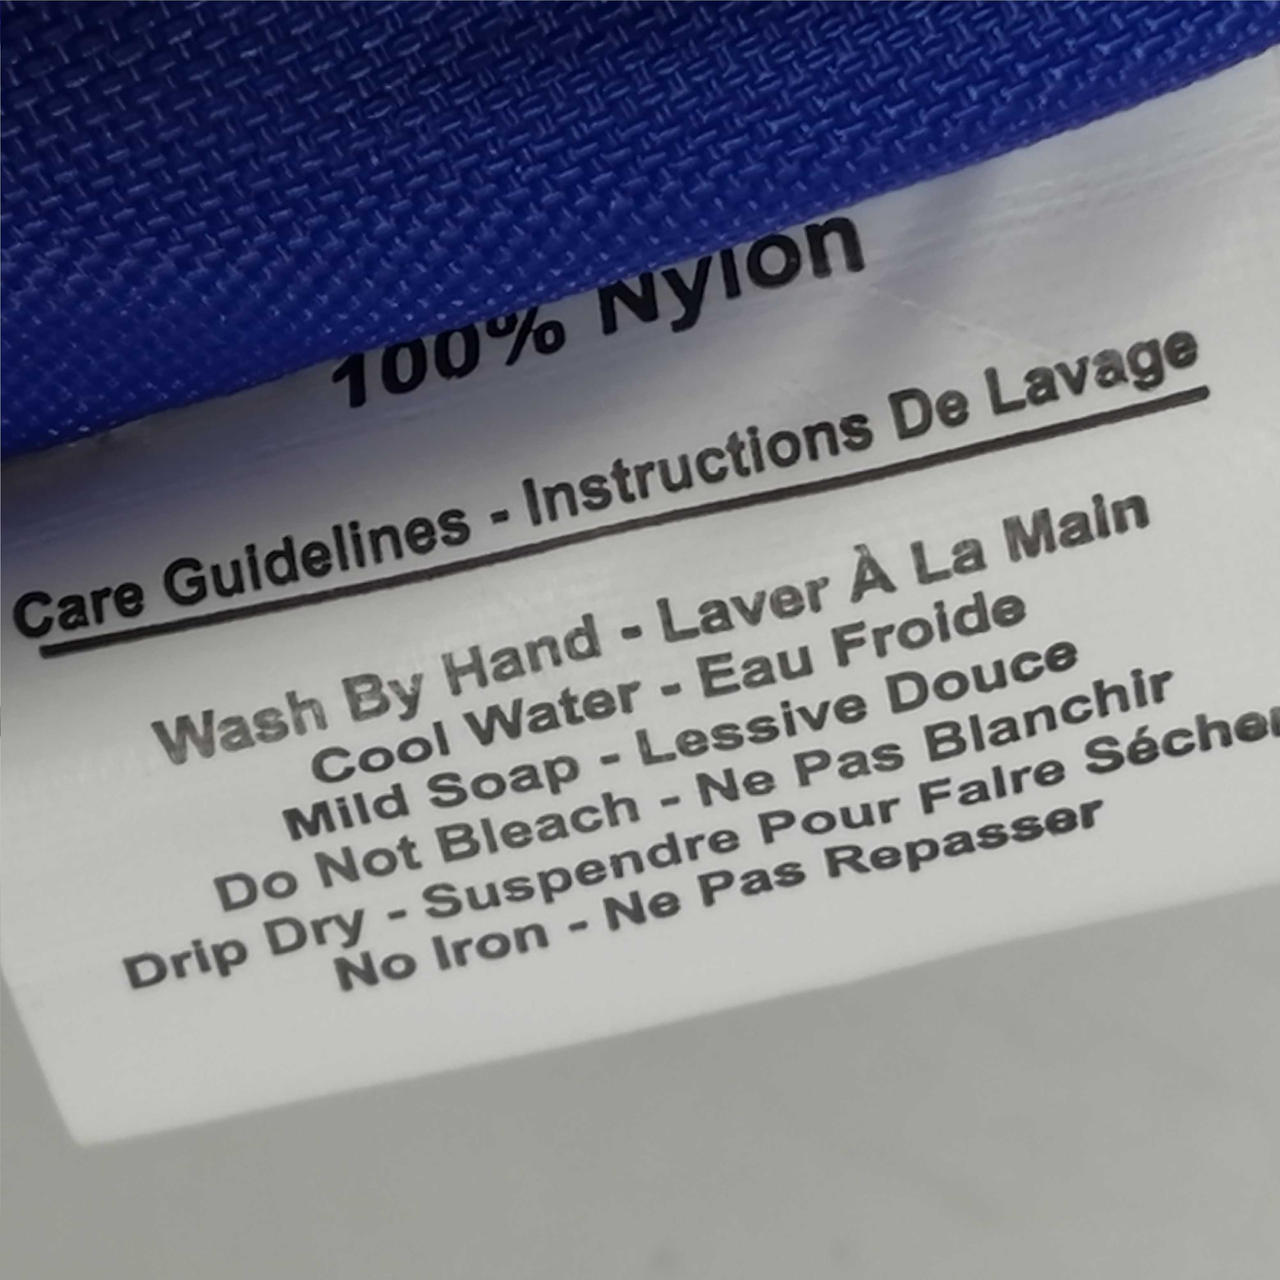 100% Nylon
Care Guidelines - Instructions De Lavage
Wash By Hand - Laver À La Main
Cool Water - Eau Froide
Mild Soap - Lessive Douce
Do Not Bleach - Ne Pas Blanchir
Drip Dry - Suspendre Pour Faire Sécher
No Iron - Ne Pas Repasser